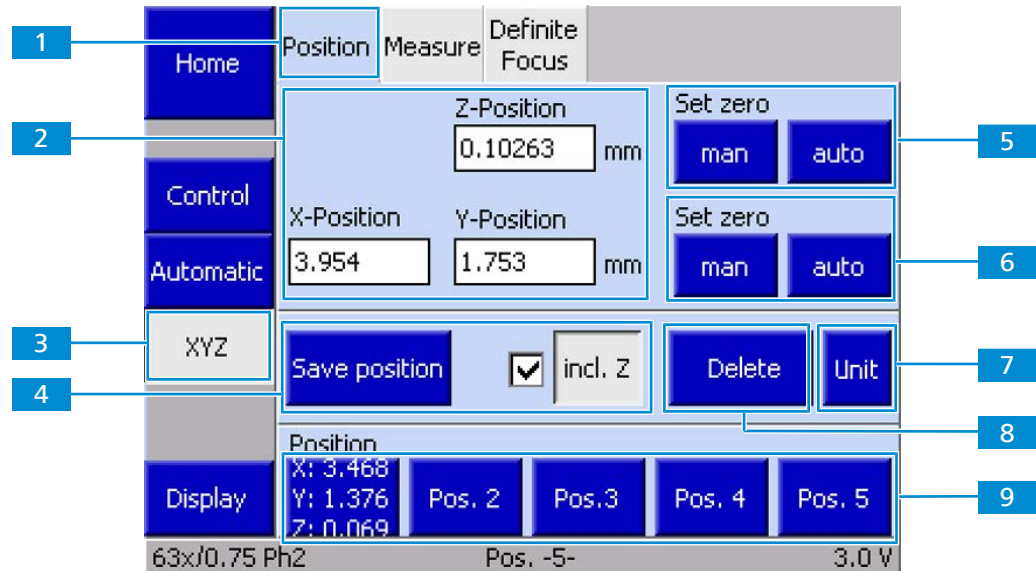 1
Home
Position
Measure
Definite
Focus
2
Z-Position
0.10263 mm
Set zero
man
auto
5
Control
X-Position
Y-Position
3.954
1.753 mm
Set zero
man
auto
6
Automatic
3
XYZ
Save position
incl. Z
Delete
Unit
7
4
8
Position
Display
X: 3.468
Y: 1.376
Z: 0.069
Pos. 2
Pos.3
Pos. 4
Pos. 5
9
63x/0.75 Ph2
Pos. -5-
3.0 V